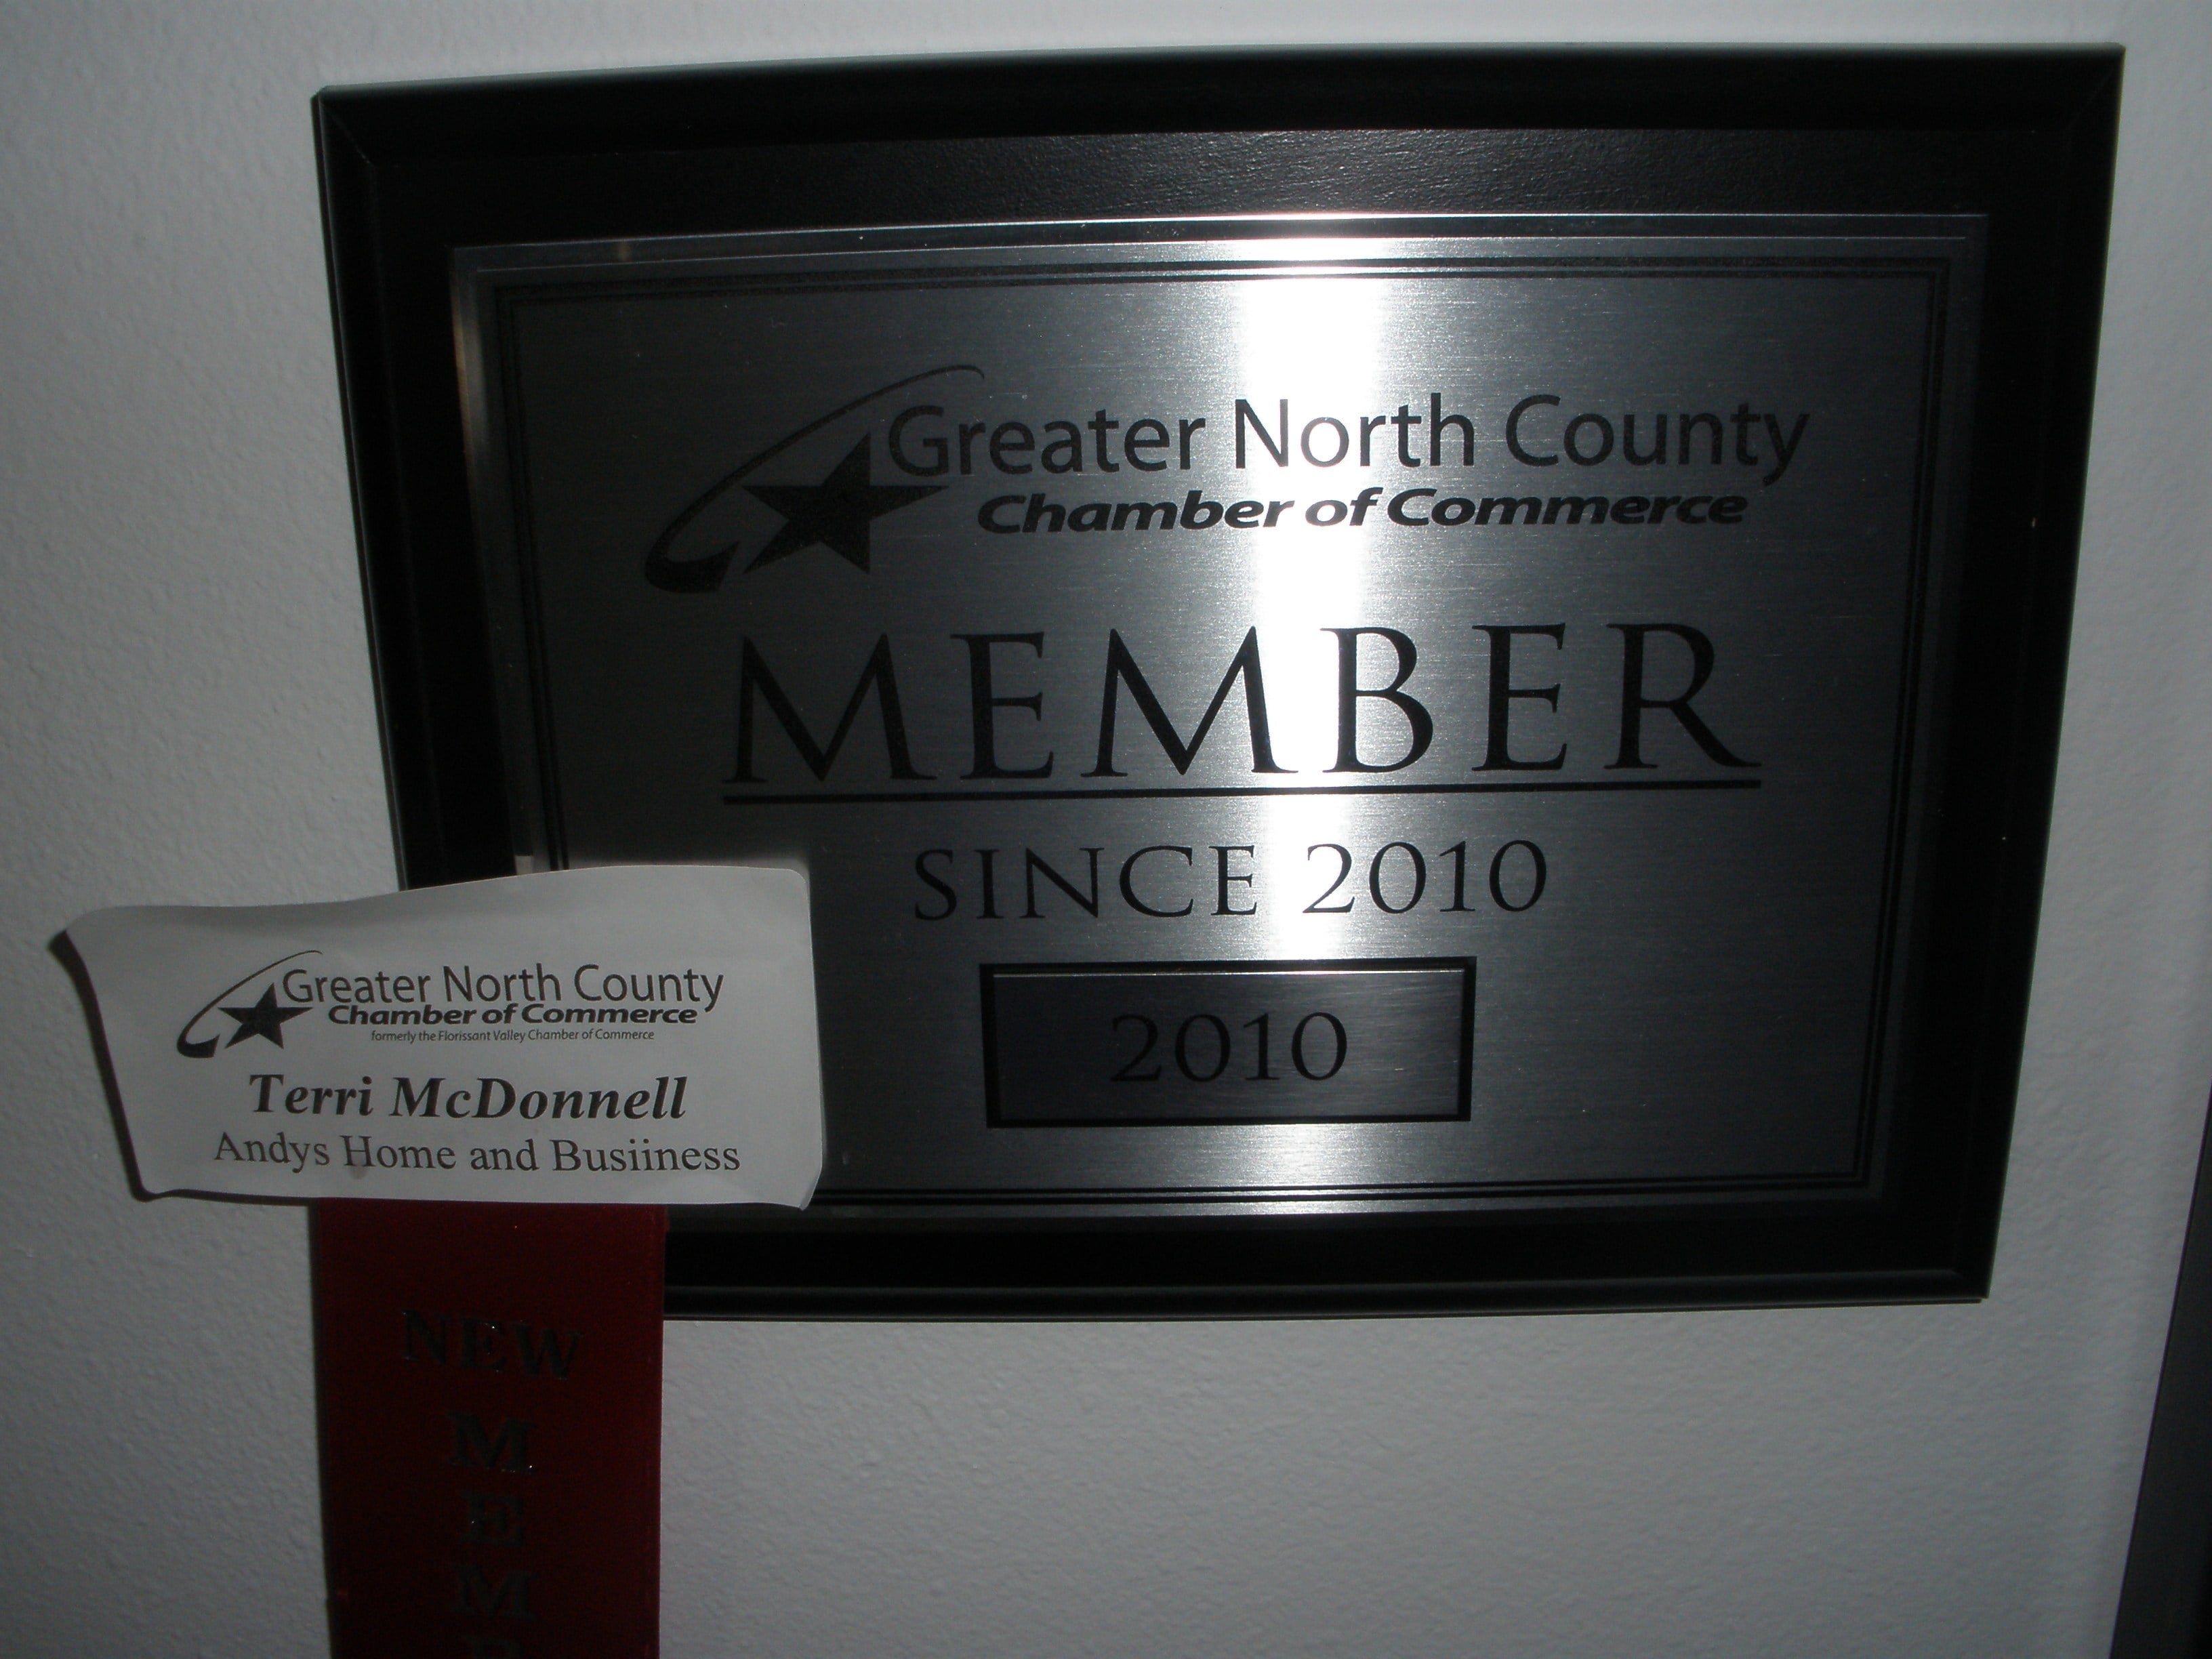 Greater North County
Chamber of Commerce
MEMBER
SINCE 2010
2010
Greater North County
Chamber of Commerce
formerly the Florissant Valley Chamber of Commerce
Terri McDonnell
Andys Home and Busiiness
NEW
M
E
M